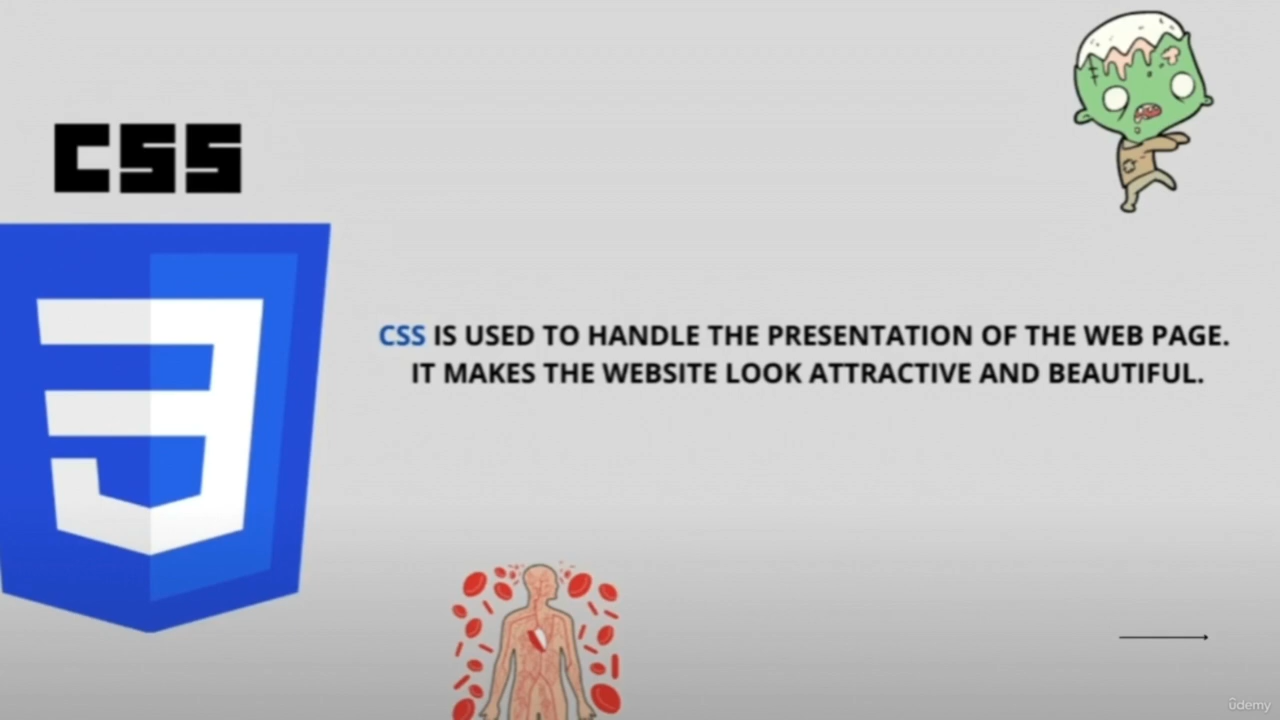 CSS
CSS IS USED TO HANDLE THE PRESENTATION OF THE WEB PAGE.
IT MAKES THE WEBSITE LOOK ATTRACTIVE AND BEAUTIFUL.
ûdemy